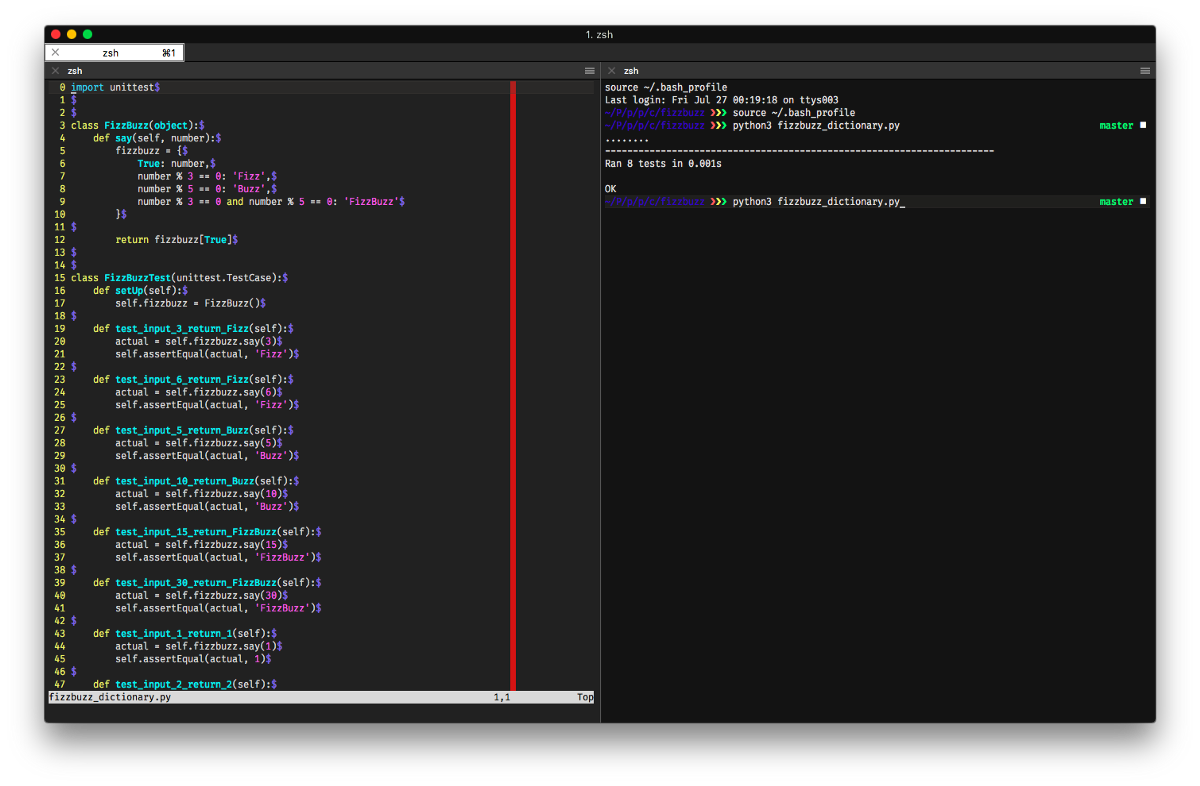 1. zsh
zsh ⌘1
zsh
0 import unittest$
1 $
2 $
3 class FizzBuzz(object):$
4     def say(self, number):$
5         fizzbuzz = {$
6             True: number,$
7             number % 3 == 0: 'Fizz',$
8             number % 5 == 0: 'Buzz',$
9             number % 3 == 0 and number % 5 == 0: 'FizzBuzz'$
10         }$
11 $
12         return fizzbuzz[True]$
13 $
14 $
15 class FizzBuzzTest(unittest.TestCase):$
16     def setUp(self):$
17         self.fizzbuzz = FizzBuzz()$
18 $
19     def test_input_3_return_Fizz(self):$
20         actual = self.fizzbuzz.say(3)$
21         self.assertEqual(actual, 'Fizz')$
22 $
23     def test_input_6_return_Fizz(self):$
24         actual = self.fizzbuzz.say(6)$
25         self.assertEqual(actual, 'Fizz')$
26 $
27     def test_input_5_return_Buzz(self):$
28         actual = self.fizzbuzz.say(5)$
29         self.assertEqual(actual, 'Buzz')$
30 $
31     def test_input_10_return_Buzz(self):$
32         actual = self.fizzbuzz.say(10)$
33         self.assertEqual(actual, 'Buzz')$
34 $
35     def test_input_15_return_FizzBuzz(self):$
36         actual = self.fizzbuzz.say(15)$
37         self.assertEqual(actual, 'FizzBuzz')$
38 $
39     def test_input_30_return_FizzBuzz(self):$
40         actual = self.fizzbuzz.say(30)$
41         self.assertEqual(actual, 'FizzBuzz')$
42 $
43     def test_input_1_return_1(self):$
44         actual = self.fizzbuzz.say(1)$
45         self.assertEqual(actual, 1)$
46 $
47     def test_input_2_return_2(self):$
fizzbuzz_dictionary.py 1,1 Top
zsh
source ~/.bash_profile
Last login: Fri Jul 27 00:19:18 on ttys003
~/P/p/p/c/fizzbuzz ❯❯❯ source ~/.bash_profile
~/P/p/p/c/fizzbuzz ❯❯❯ python3 fizzbuzz_dictionary.py master ■
........
----------------------------------------------------------------------
Ran 8 tests in 0.001s
OK
~/P/p/p/c/fizzbuzz ❯❯❯ python3 fizzbuzz_dictionary.py_ master ■